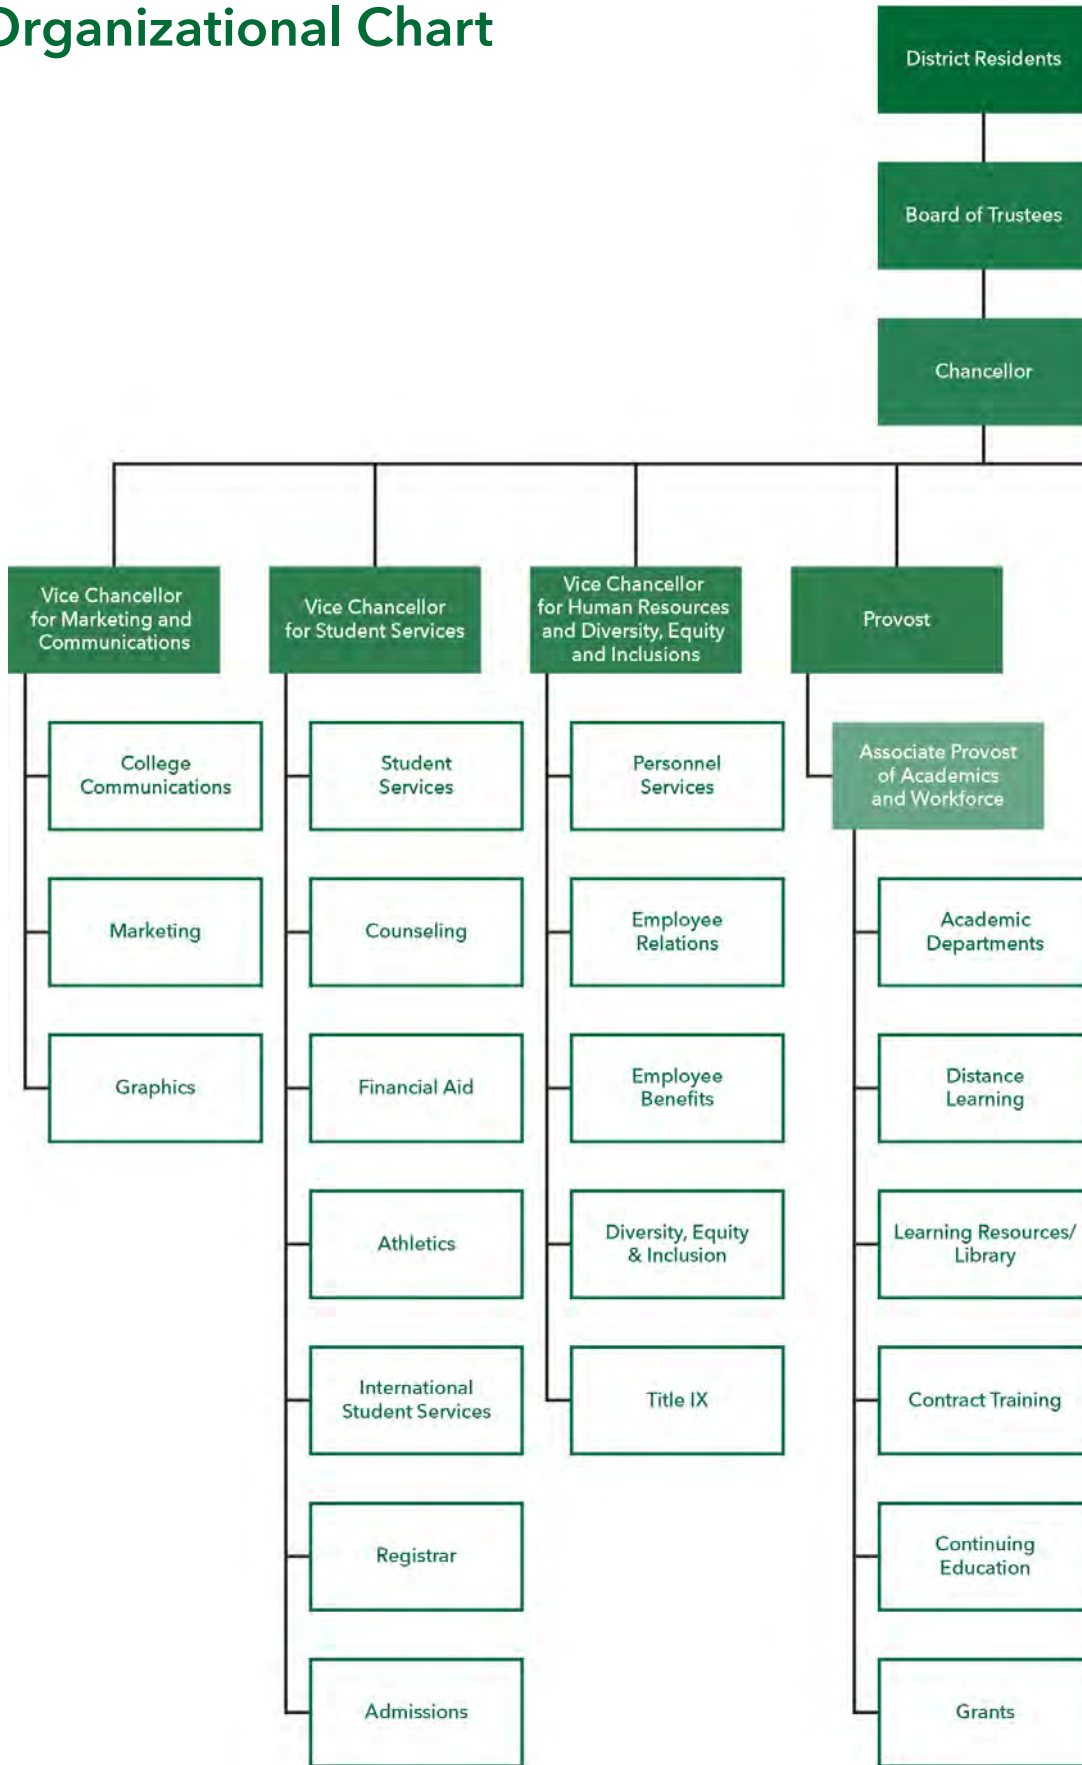 Organizational Chart
District Residents
Board of Trustees
Chancellor
Vice Chancellor
for Marketing and
Communications
Vice Chancellor
for Student Services
Vice Chancellor
for Human Resources
and Diversity, Equity
and Inclusions
Provost
College
Communications
Student
Services
Personnel
Services
Associate Provost
of Academics
and Workforce
Marketing
Counseling
Employee
Relations
Academic
Departments
Graphics
Financial Aid
Employee
Benefits
Distance
Learning
Athletics
Diversity, Equity
& Inclusion
Learning Resources/
Library
International
Student Services
Title IX
Contract Training
Registrar
Continuing
Education
Admissions
Grants